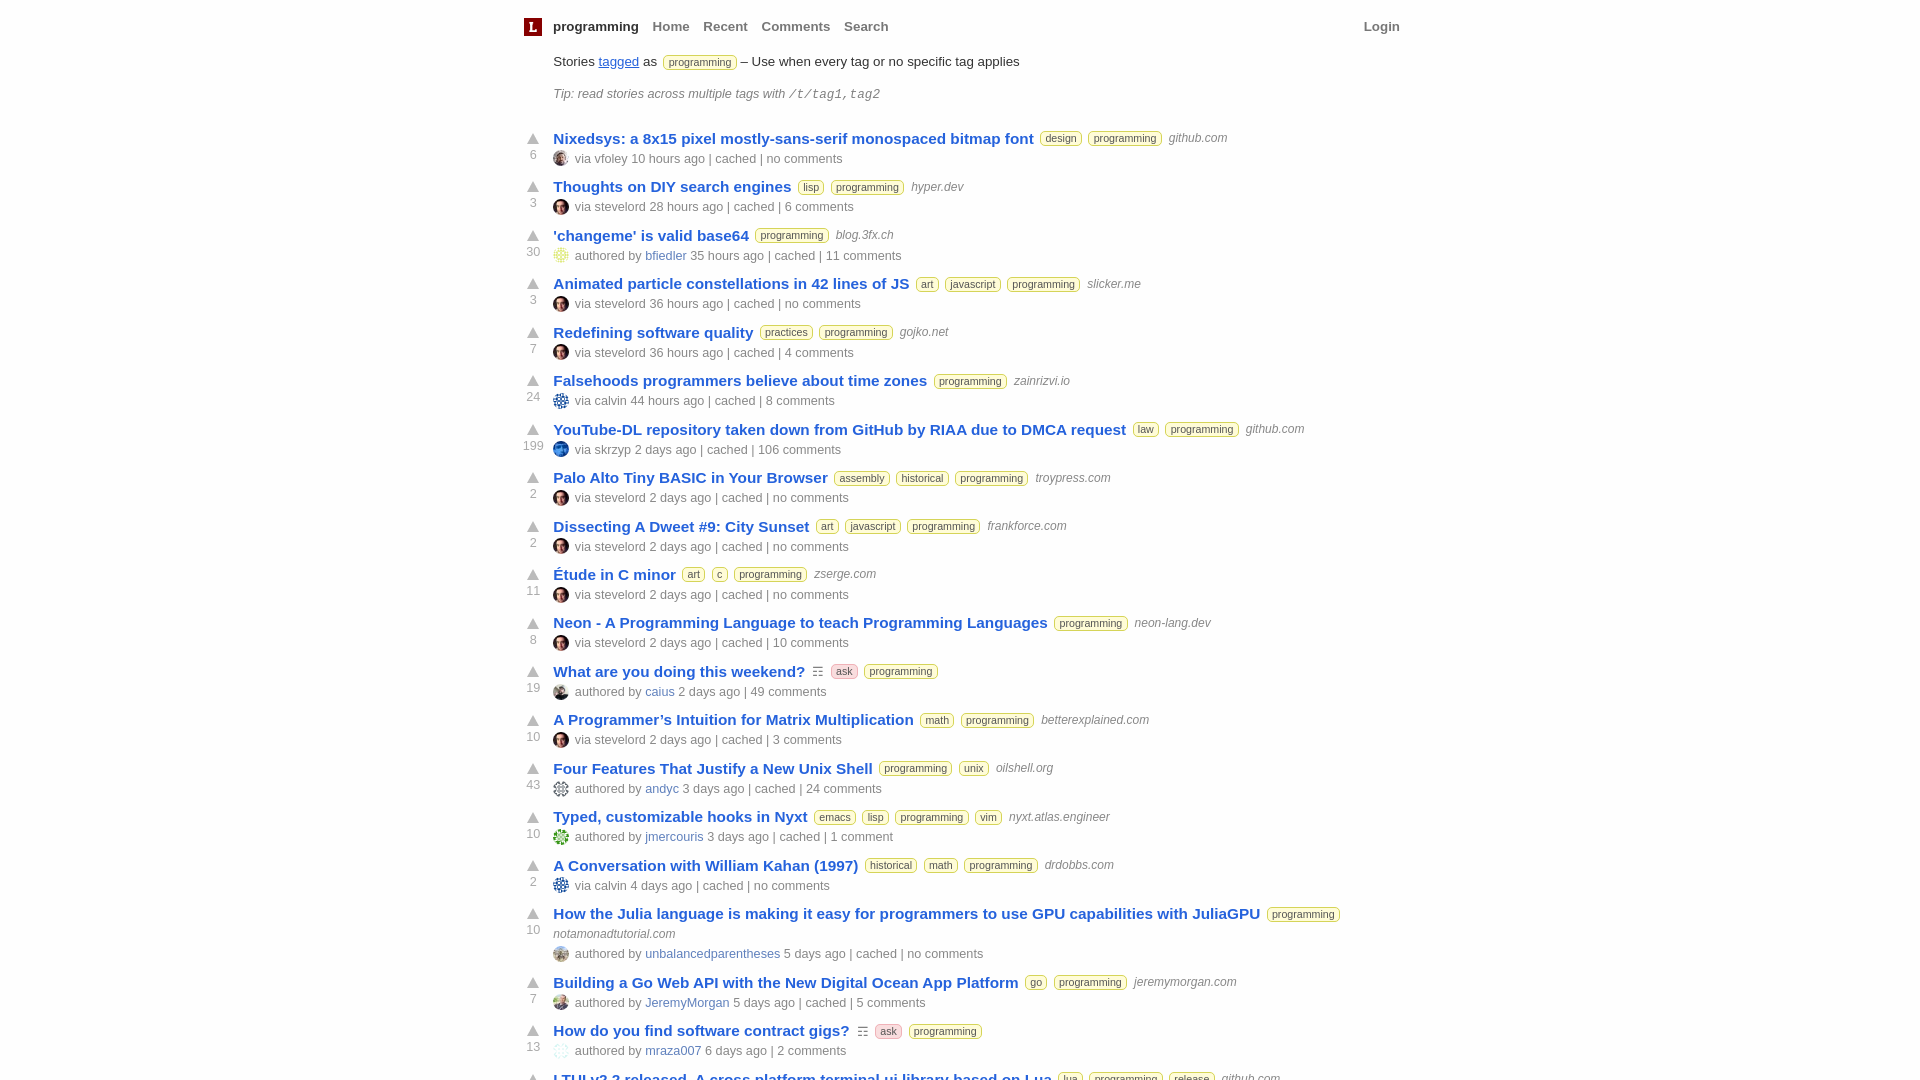 L programming Home Recent Comments Search Login
Stories tagged as programming – Use when every tag or no specific tag applies
Tip: read stories across multiple tags with /t/tag1,tag2
Nixedsys: a 8x15 pixel mostly-sans-serif monospaced bitmap font design programming github.com
6
via vfoley 10 hours ago | cached | no comments
Thoughts on DIY search engines lisp programming hyper.dev
3
via stevelord 28 hours ago | cached | 6 comments
'changeme' is valid base64 programming blog.3fx.ch
30
authored by bfiedler 35 hours ago | cached | 11 comments
Animated particle constellations in 42 lines of JS art javascript programming slicker.me
3
via stevelord 36 hours ago | cached | no comments
Redefining software quality practices programming gojko.net
7
via stevelord 36 hours ago | cached | 4 comments
Falsehoods programmers believe about time zones programming zainrizvi.io
24
via calvin 44 hours ago | cached | 8 comments
YouTube-DL repository taken down from GitHub by RIAA due to DMCA request law programming github.com
199
via skrzyp 2 days ago | cached | 106 comments
Palo Alto Tiny BASIC in Your Browser assembly historical programming troypress.com
2
via stevelord 2 days ago | cached | no comments
Dissecting A Dweet #9: City Sunset art javascript programming frankforce.com
2
via stevelord 2 days ago | cached | no comments
Étude in C minor art c programming zserge.com
11
via stevelord 2 days ago | cached | no comments
Neon - A Programming Language to teach Programming Languages programming neon-lang.dev
8
via stevelord 2 days ago | cached | 10 comments
What are you doing this weekend? ☶ ask programming
19
authored by caius 2 days ago | 49 comments
A Programmer’s Intuition for Matrix Multiplication math programming betterexplained.com
10
via stevelord 2 days ago | cached | 3 comments
Four Features That Justify a New Unix Shell programming unix oilshell.org
43
authored by andyc 3 days ago | cached | 24 comments
Typed, customizable hooks in Nyxt emacs lisp programming vim nyxt.atlas.engineer
10
authored by jmercouris 3 days ago | cached | 1 comment
A Conversation with William Kahan (1997) historical math programming drdobbs.com
2
via calvin 4 days ago | cached | no comments
How the Julia language is making it easy for programmers to use GPU capabilities with JuliaGPU programming
10
notamonadtutorial.com
authored by unbalancedparentheses 5 days ago | cached | no comments
Building a Go Web API with the New Digital Ocean App Platform go programming jeremymorgan.com
7
authored by JeremyMorgan 5 days ago | cached | 5 comments
How do you find software contract gigs? ☶ ask programming
13
authored by mraza007 6 days ago | 2 comments
LTUI v2.2 released, A cross platform terminal ui library based on Lua lua programming release github.com